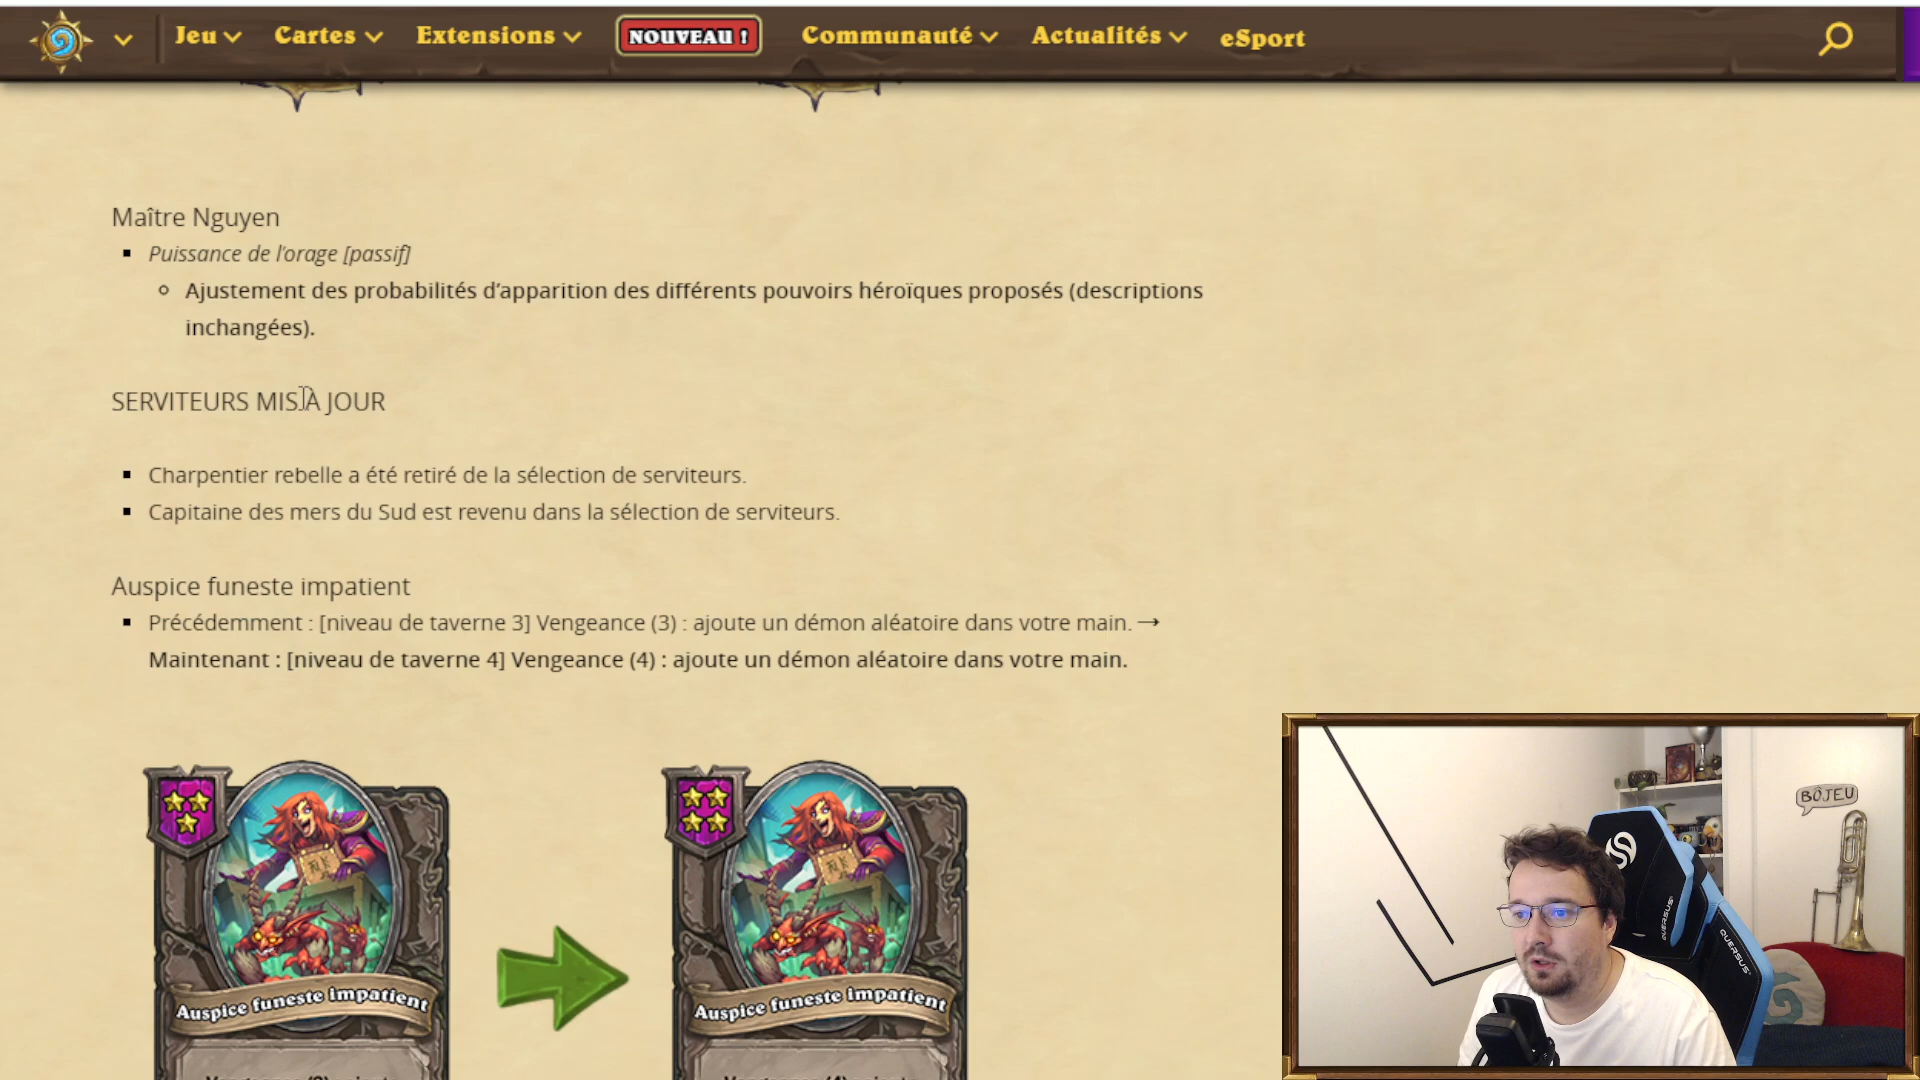 Jeu
Cartes
Extensions
NOUVEAU !
Communauté
Actualités
eSport
Maître Nguyen
Puissance de l'orage [passif]
Ajustement des probabilités d'apparition des différents pouvoirs héroïques proposés (descriptions
inchangées).
SERVITEURS MIS À JOUR
Charpentier rebelle a été retiré de la sélection de serviteurs.
Capitaine des mers du Sud est revenu dans la sélection de serviteurs.
Auspice funeste impatient
Précédemment : [niveau de taverne 3] Vengeance (3) : ajoute un démon aléatoire dans votre main. →
Maintenant : [niveau de taverne 4] Vengeance (4) : ajoute un démon aléatoire dans votre main.
Auspice funeste impatient
Auspice funeste impatient
BÔJEU
QUERSUS
QUERSUS